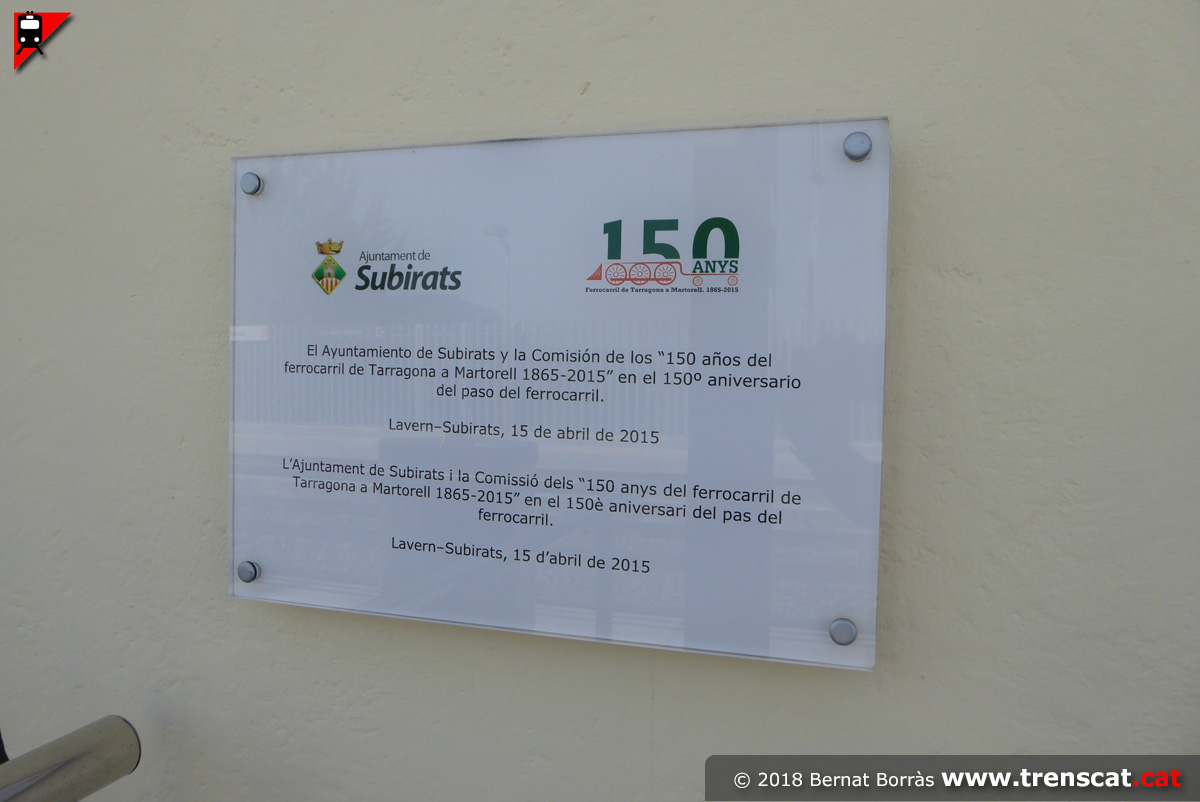 Ajuntament de
Subirats
150
ANYS
Ferrocarril de Tarragona a Martorell. 1865-2015
El Ayuntamiento de Subirats y la Comisión de los “150 años del
ferrocarril de Tarragona a Martorell 1865-2015” en el 150º aniversario
del paso del ferrocarril.
Lavern–Subirats, 15 de abril de 2015
L’Ajuntament de Subirats i la Comissió dels “150 anys del ferrocarril de
Tarragona a Martorell 1865-2015” en el 150è aniversari del pas del
ferrocarril.
Lavern–Subirats, 15 d’abril de 2015
© 2018 Bernat Borràs www.trenscat.cat